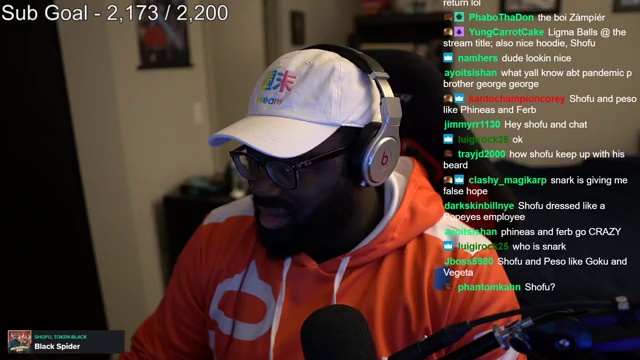 Sub Goal - 2,173 / 2,200
return lol
PhaboThaDon the boi Zàmpíér
YungCarrotCake Ligma Balls @ the
stream title; also nice hoodie, Shofu
namhers dude lookin nice
ayoitsishan what yall know abt pandemic p
brother george george
kantochampioncorey Shofu and peso
like Phineas and Ferb
jimmyrr1130 Hey shofu and chat
luigirock25 ok
trayjd2000 how shofu keep up with his
beard
clashy_magikarp snark is giving me
false hope
darkskinbillnye Shofu dressed like a
Popeyes employee
ayoitsishan phineas and ferb go CRAZY
luigirock25 who is snark
Jboss5980 Shofu and Peso like Goku and
Vegeta
phantomkahn Shofu?
SHOFU, TOKEN BLACK
Black Spider